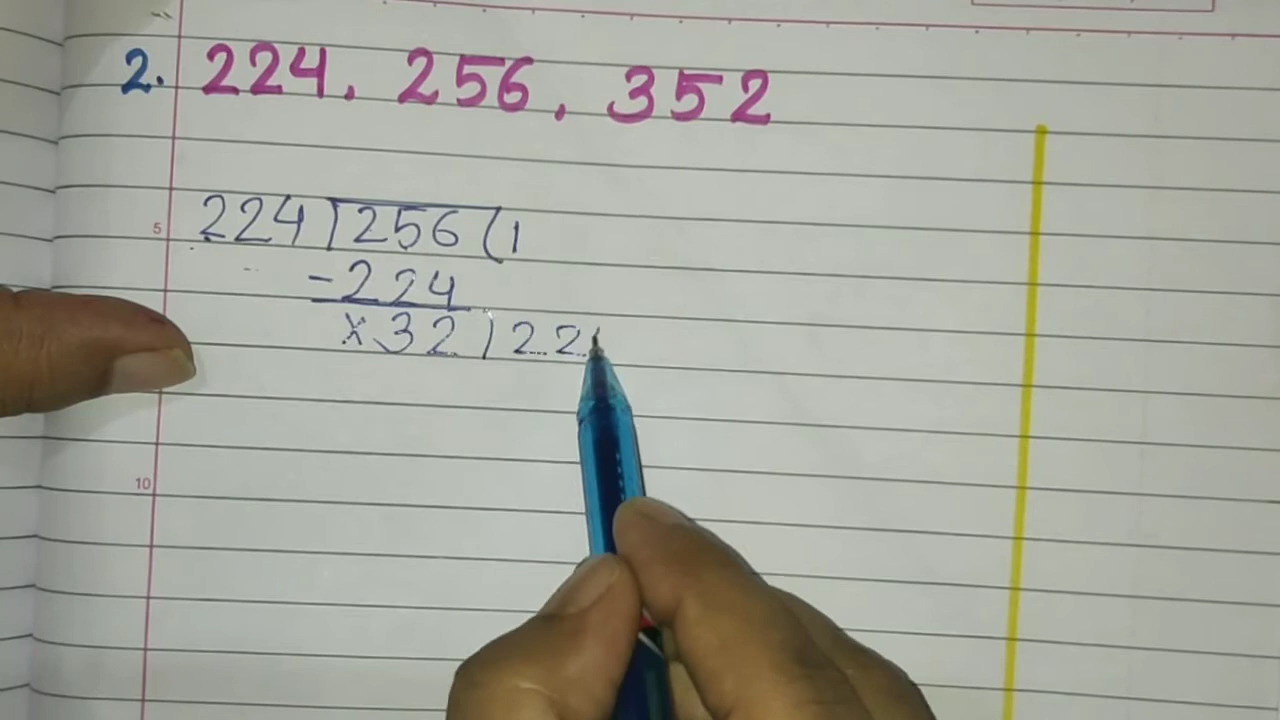 2. 224, 256, 352
5
224 ) 256 ( 1
- 224
× 32 ) 22
10